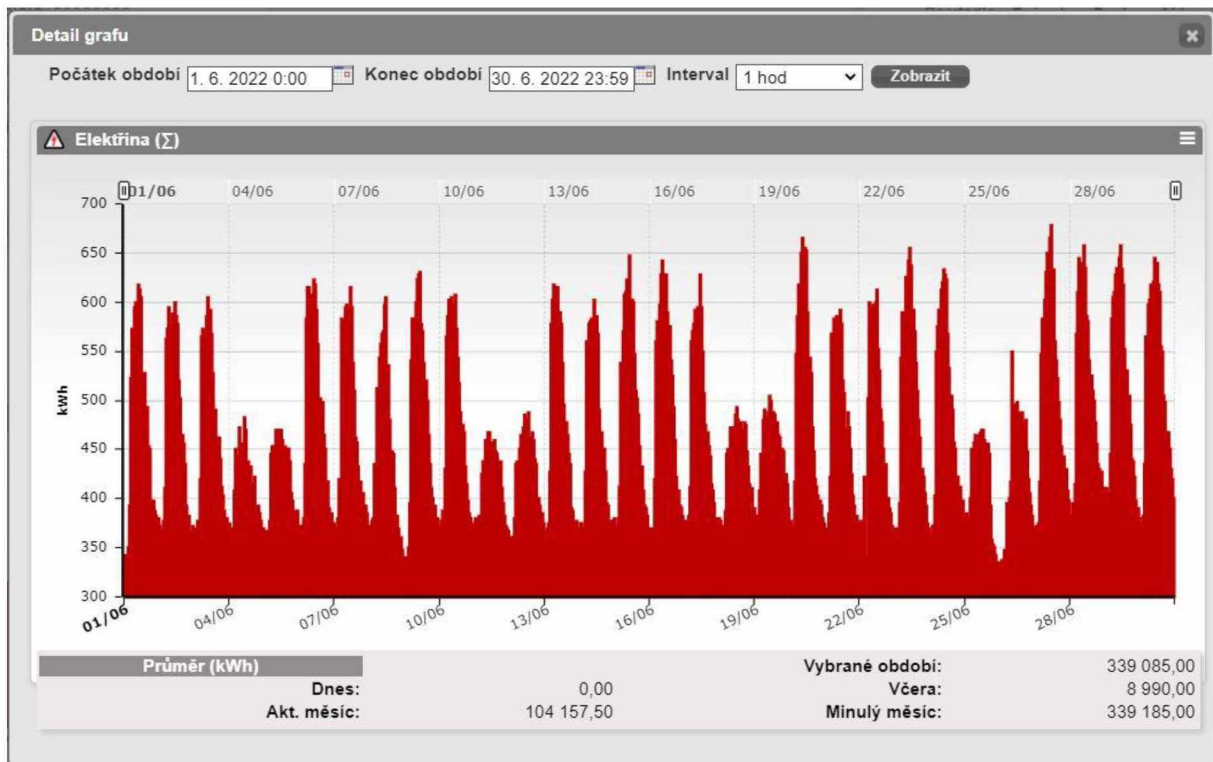 Detail grafu
Počátek období 1. 6. 2022 0:00 Konec období 30. 6. 2022 23:59 Interval 1 hod Zobrazit
Elektřina (∑)
01/06 04/06 07/06 10/06 13/06 16/06 19/06 22/06 25/06 28/06
700
650
600
550
500
450
400
350
300
kWh
01/06 04/06 07/06 10/06 13/06 16/06 19/06 22/06 25/06 28/06
Průměr (kWh) Vybrané období: 339 085,00
Dnes: 0,00 Včera: 8 990,00
Akt. měsíc: 104 157,50 Minulý měsíc: 339 185,00